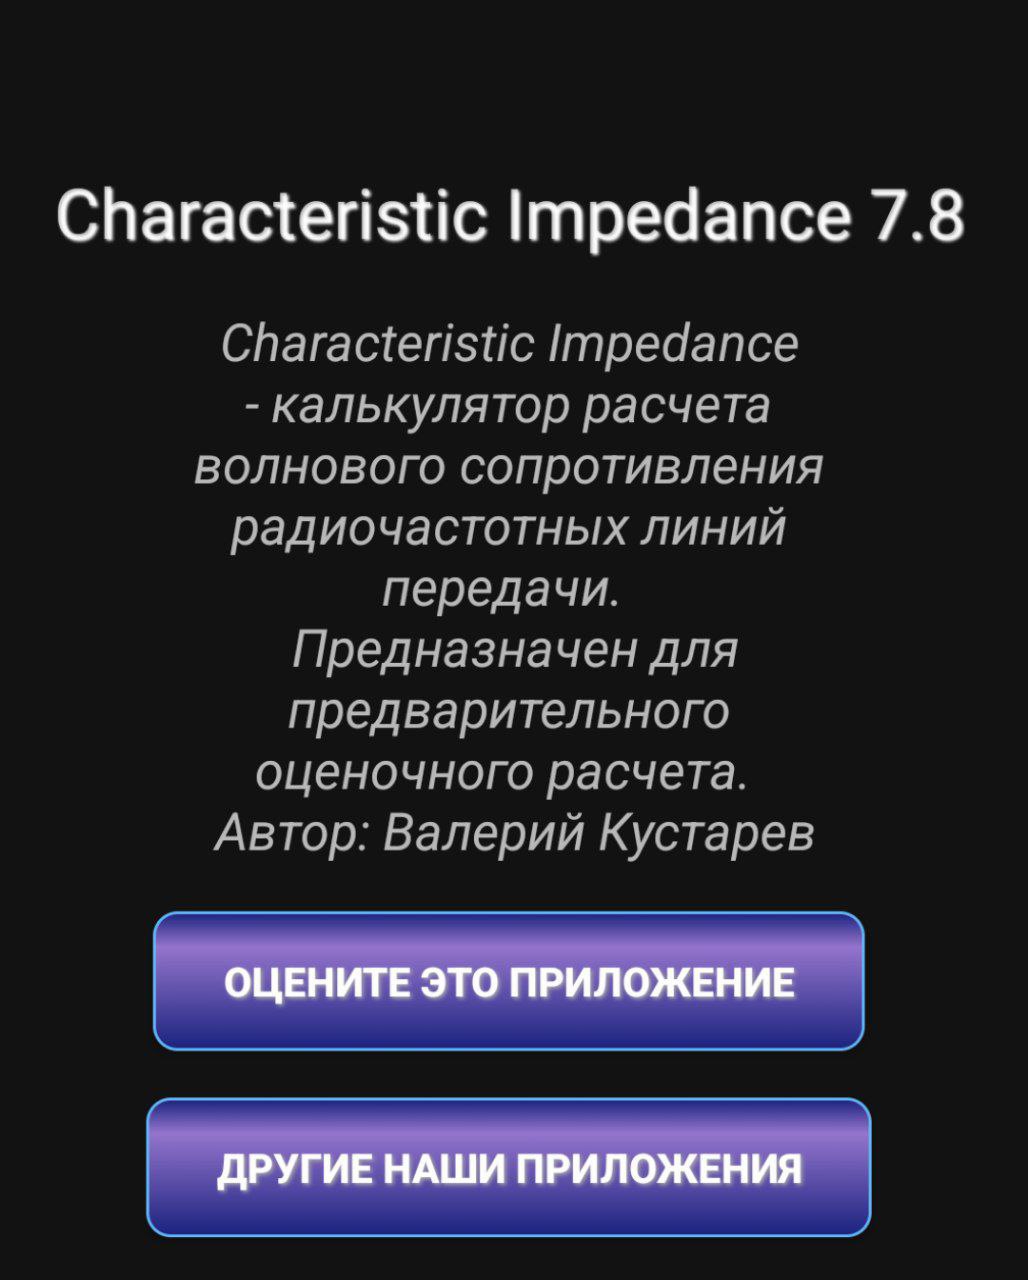 Characteristic Impedance 7.8
Characteristic Impedance
- калькулятор расчета
волнового сопротивления
радиочастотных линий
передачи.
Предназначен для
предварительного
оценочного расчета.
Автор: Валерий Кустарев
ОЦЕНИТЕ ЭТО ПРИЛОЖЕНИЕ
ДРУГИЕ НАШИ ПРИЛОЖЕНИЯ